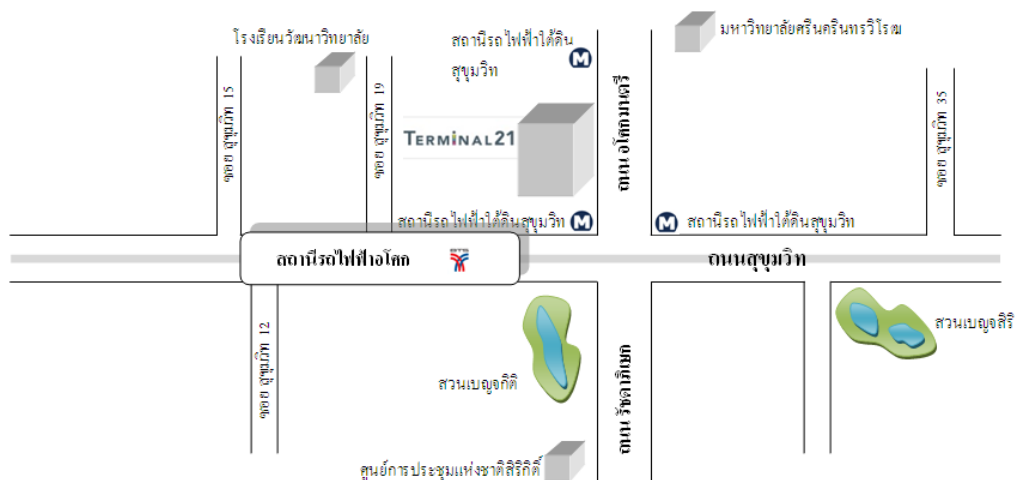 โรงเรียนวัฒนาวิทยาลัย
สถานีรถไฟฟ้าใต้ดิน
สุขุมวิท
มหาวิทยาลัยศรีนครินทรวิโรฒ
ซอย สุขุมวิท 15
ซอย สุขุมวิท 19
TERMINAL21
ถนน อโศกมนตรี
ซอย สุขุมวิท 35
สถานีรถไฟฟ้าใต้ดินสุขุมวิท
สถานีรถไฟฟ้าใต้ดินสุขุมวิท
สถานีรถไฟฟ้าอโศก
BTS
ถนนสุขุมวิท
ซอย สุขุมวิท 12
สวนเบญจกิติ
ถนน รัชดาภิเษก
สวนเบญจสิริ
ศูนย์การประชุมแห่งชาติสิริกิติ์